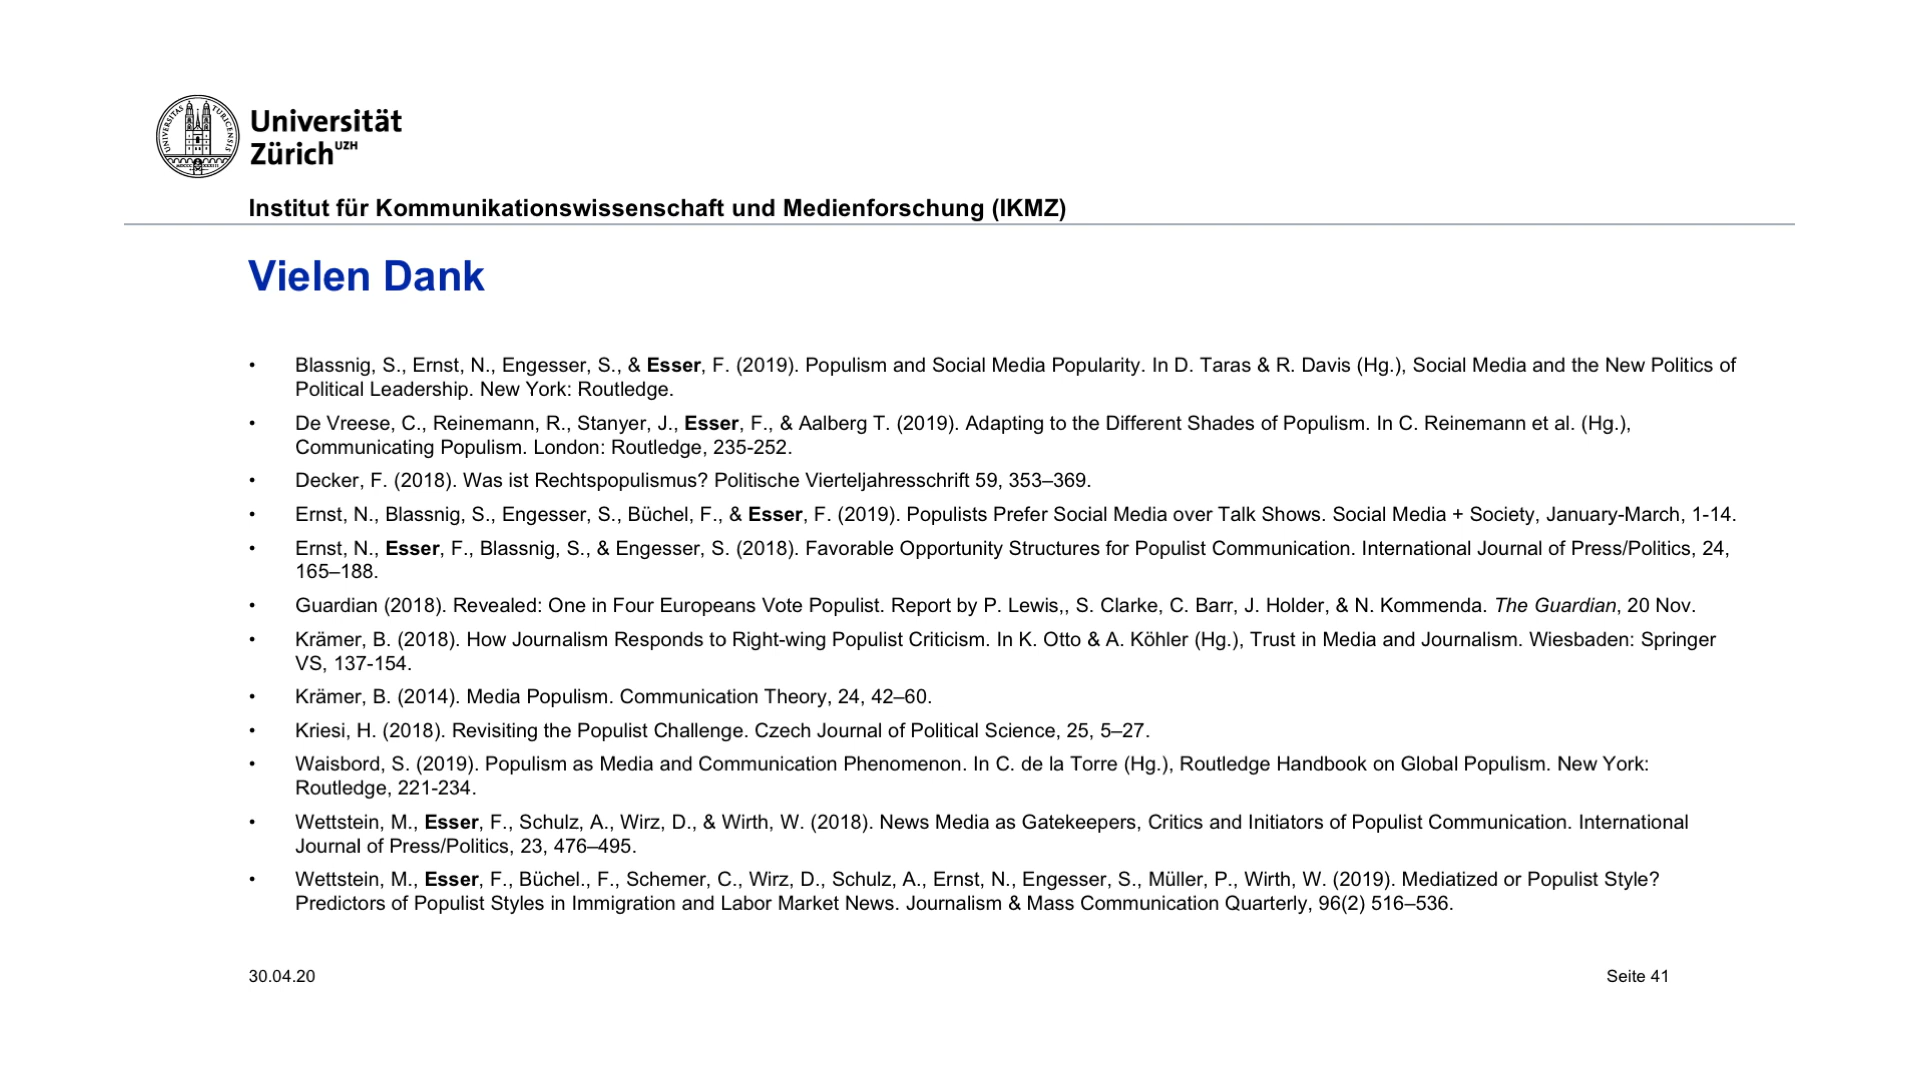 Universität
Zürich UZH
Institut für Kommunikationswissenschaft und Medienforschung (IKMZ)
Vielen Dank
• Blassnig, S., Ernst, N., Engesser, S., & Esser, F. (2019). Populism and Social Media Popularity. In D. Taras & R. Davis (Hg.), Social Media and the New Politics of
Political Leadership. New York: Routledge.
• De Vreese, C., Reinemann, R., Stanyer, J., Esser, F., & Aalberg T. (2019). Adapting to the Different Shades of Populism. In C. Reinemann et al. (Hg.),
Communicating Populism. London: Routledge, 235-252.
• Decker, F. (2018). Was ist Rechtspopulismus? Politische Vierteljahresschrift 59, 353–369.
• Ernst, N., Blassnig, S., Engesser, S., Büchel, F., & Esser, F. (2019). Populists Prefer Social Media over Talk Shows. Social Media + Society, January-March, 1-14.
• Ernst, N., Esser, F., Blassnig, S., & Engesser, S. (2018). Favorable Opportunity Structures for Populist Communication. International Journal of Press/Politics, 24,
165–188.
• Guardian (2018). Revealed: One in Four Europeans Vote Populist. Report by P. Lewis,, S. Clarke, C. Barr, J. Holder, & N. Kommenda. The Guardian, 20 Nov.
• Krämer, B. (2018). How Journalism Responds to Right-wing Populist Criticism. In K. Otto & A. Köhler (Hg.), Trust in Media and Journalism. Wiesbaden: Springer
VS, 137-154.
• Krämer, B. (2014). Media Populism. Communication Theory, 24, 42–60.
• Kriesi, H. (2018). Revisiting the Populist Challenge. Czech Journal of Political Science, 25, 5–27.
• Waisbord, S. (2019). Populism as Media and Communication Phenomenon. In C. de la Torre (Hg.), Routledge Handbook on Global Populism. New York:
Routledge, 221-234.
• Wettstein, M., Esser, F., Schulz, A., Wirz, D., & Wirth, W. (2018). News Media as Gatekeepers, Critics and Initiators of Populist Communication. International
Journal of Press/Politics, 23, 476–495.
• Wettstein, M., Esser, F., Büchel., F., Schemer, C., Wirz, D., Schulz, A., Ernst, N., Engesser, S., Müller, P., Wirth, W. (2019). Mediatized or Populist Style?
Predictors of Populist Styles in Immigration and Labor Market News. Journalism & Mass Communication Quarterly, 96(2) 516–536.
30.04.20
Seite 41
UNIVERSITAS TURICENSIS